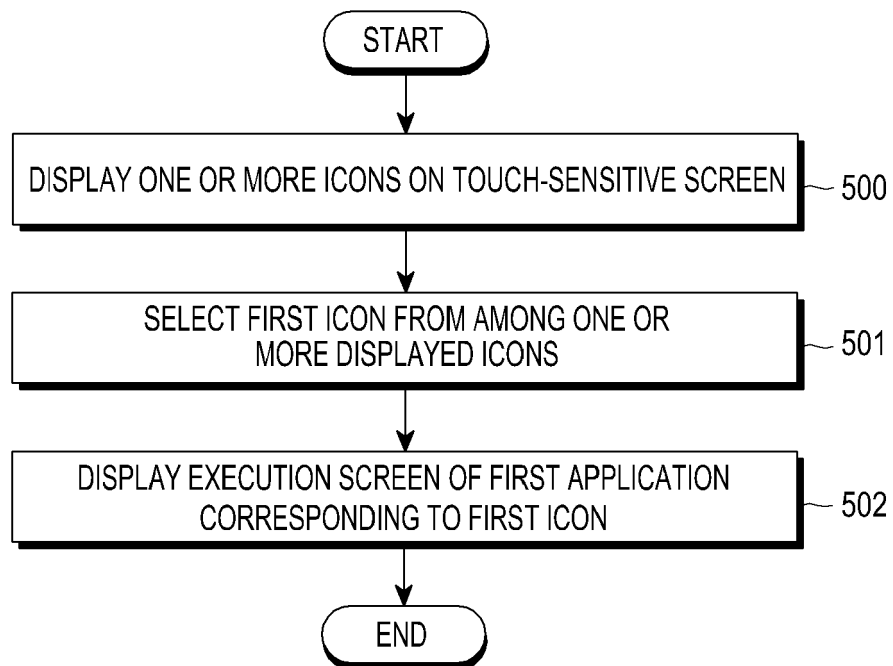 START
DISPLAY ONE OR MORE ICONS ON TOUCH-SENSITIVE SCREEN
500
SELECT FIRST ICON FROM AMONG ONE OR
MORE DISPLAYED ICONS
501
DISPLAY EXECUTION SCREEN OF FIRST APPLICATION
CORRESPONDING TO FIRST ICON
502
END